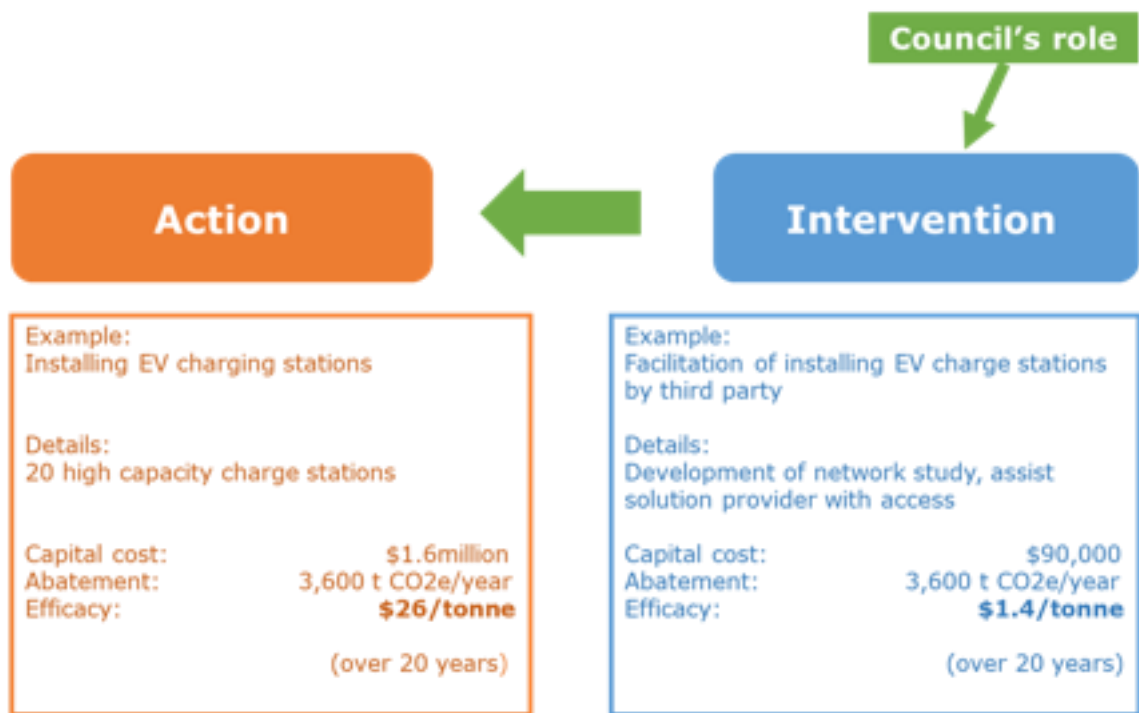 Council's role
Action
Intervention
Example:
Installing EV charging stations
Details:
20 high capacity charge stations
Capital cost: $1.6million
Abatement: 3,600 t CO2e/year
Efficacy: $26/tonne
(over 20 years)
Example:
Facilitation of installing EV charge stations
by third party
Details:
Development of network study, assist
solution provider with access
Capital cost: $90,000
Abatement: 3,600 t CO2e/year
Efficacy: $1.4/tonne
(over 20 years)